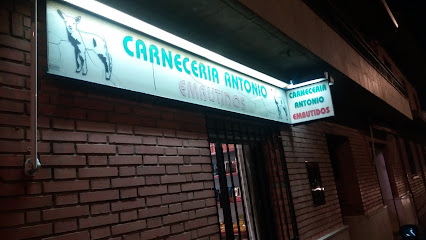 CARNECERIA ANTONIO
EMBUTIDOS
CARNECERIA
ANTONIO
EMBUTIDOS